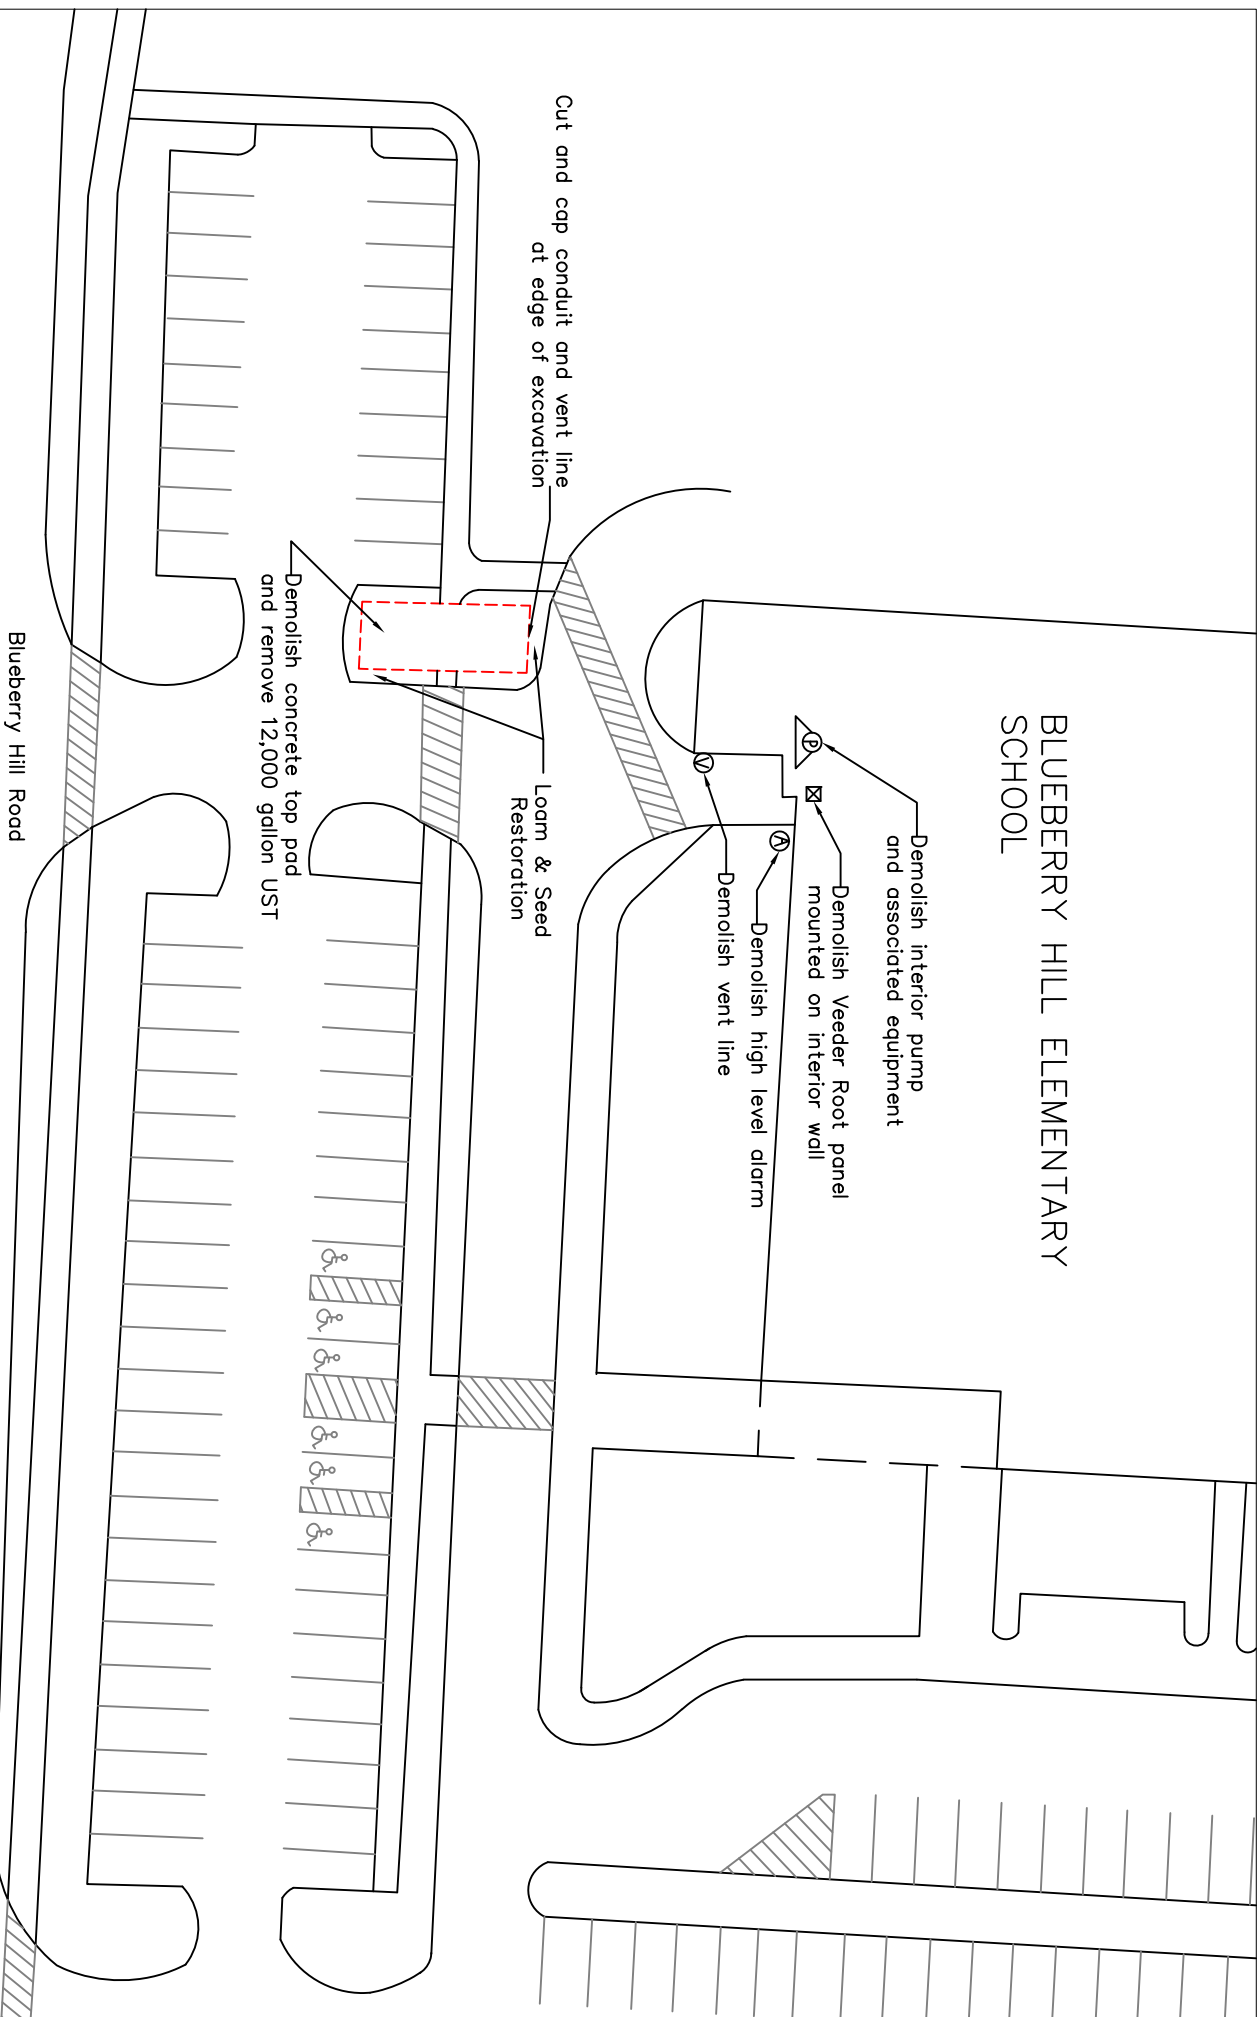 BLUEBERRY HILL ELEMENTARY
SCHOOL
Demolish interior pump
and associated equipment
P
Demolish Veeder Root panel
mounted on interior wall
A
Demolish high level alarm
V
Demolish vent line
Cut and cap conduit and vent line
at edge of excavation
Loam & Seed
Restoration
Demolish concrete top pad
and remove 12,000 gallon UST
Blueberry Hill Road